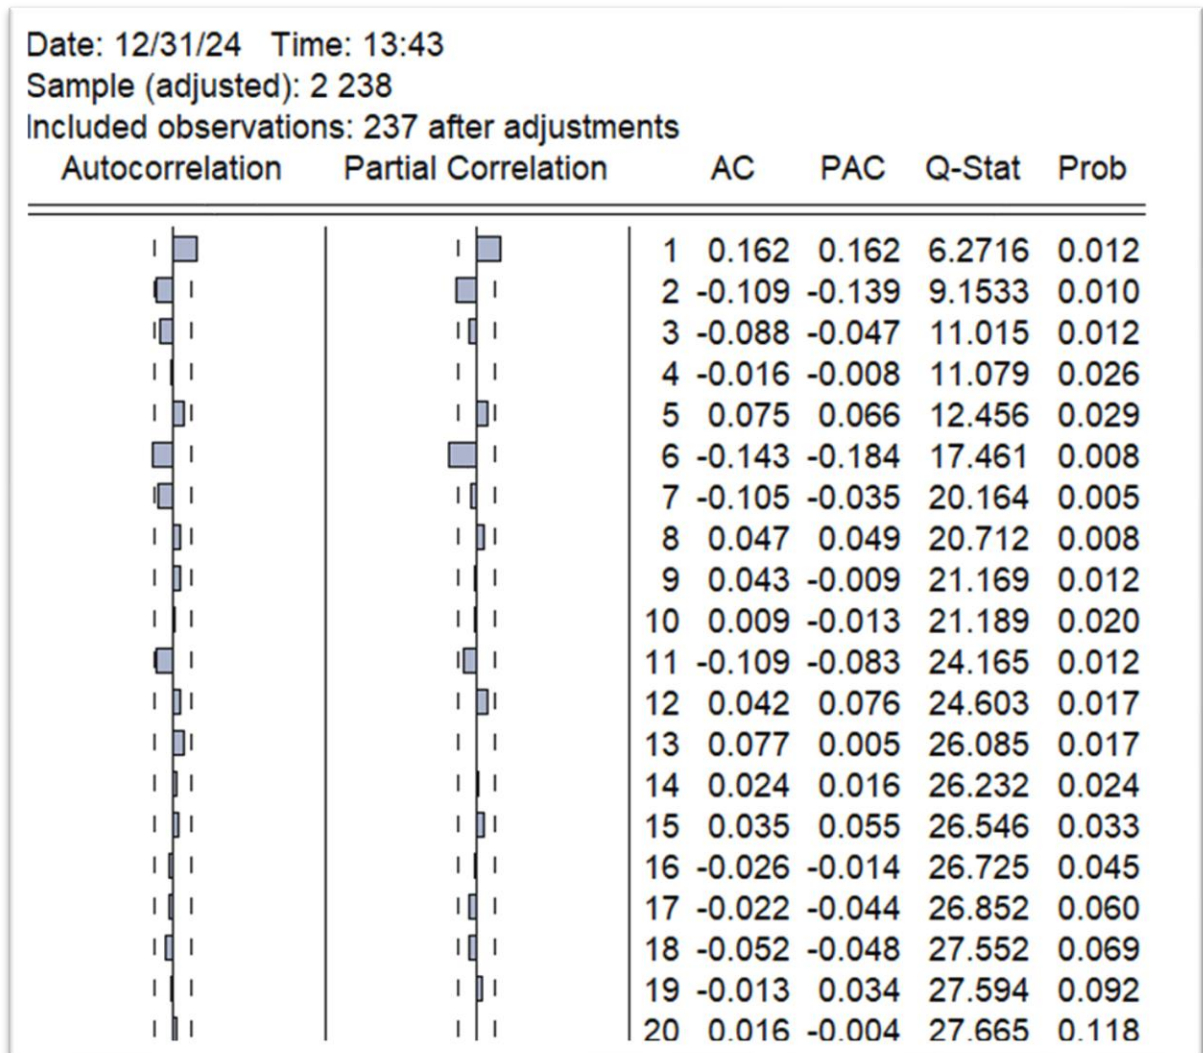 Date: 12/31/24 Time: 13:43
Sample (adjusted): 2 238
Included observations: 237 after adjustments
Autocorrelation Partial Correlation AC PAC Q-Stat Prob
1 0.162 0.162 6.2716 0.012
2 -0.109 -0.139 9.1533 0.010
3 -0.088 -0.047 11.015 0.012
4 -0.016 -0.008 11.079 0.026
5 0.075 0.066 12.456 0.029
6 -0.143 -0.184 17.461 0.008
7 -0.105 -0.035 20.164 0.005
8 0.047 0.049 20.712 0.008
9 0.043 -0.009 21.169 0.012
10 0.009 -0.013 21.189 0.020
11 -0.109 -0.083 24.165 0.012
12 0.042 0.076 24.603 0.017
13 0.077 0.005 26.085 0.017
14 0.024 0.016 26.232 0.024
15 0.035 0.055 26.546 0.033
16 -0.026 -0.014 26.725 0.045
17 -0.022 -0.044 26.852 0.060
18 -0.052 -0.048 27.552 0.069
19 -0.013 0.034 27.594 0.092
20 0.016 -0.004 27.665 0.118